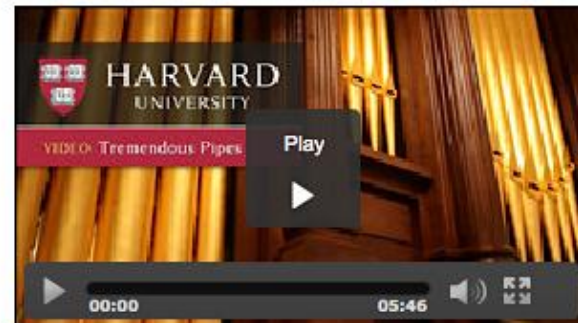 HARVARD
UNIVERSITY
VIDEO: Tremendous Pipes
Play
00:00
05:46